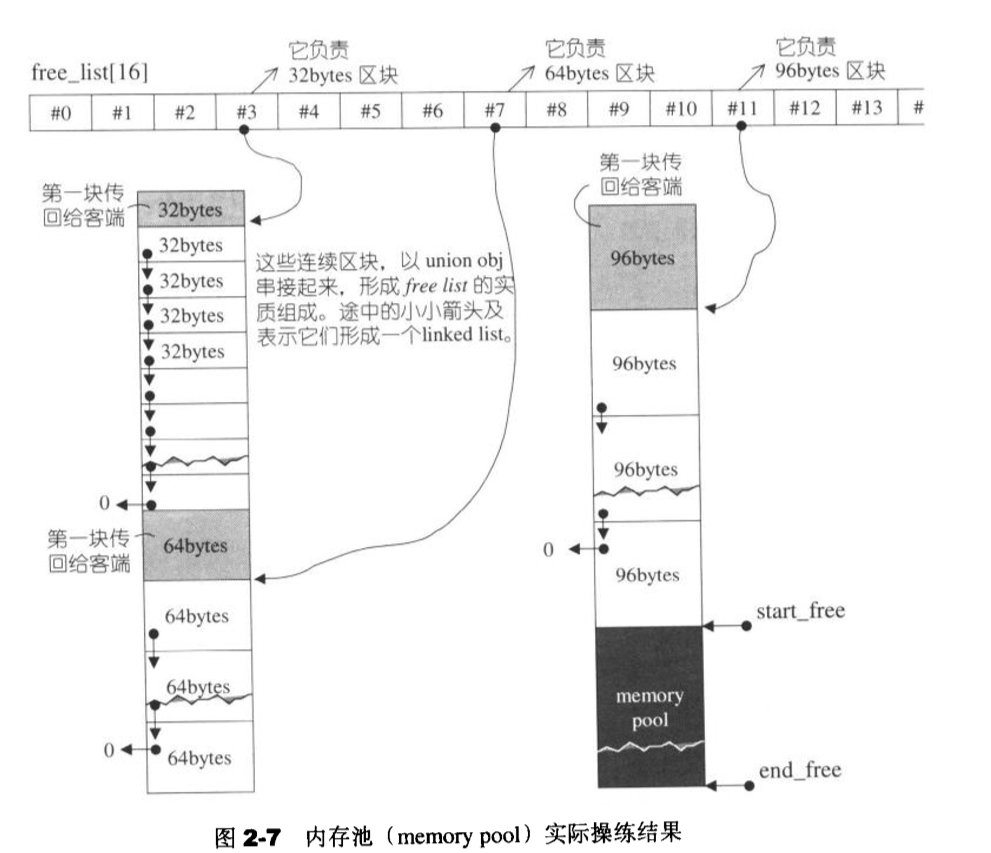 free_list[16]
它负责
32bytes 区块
它负责
64bytes 区块
它负责
96bytes 区块
#0 #1 #2 #3 #4 #5 #6 #7 #8 #9 #10 #11 #12 #13 #
第一块传
回给客端
32bytes
32bytes
32bytes
32bytes
32bytes
0
这些连续区块，以 union obj
串接起来，形成 free list 的实
质组成。途中的小小箭头及
表示它们形成一个linked list。
第一块传
回给客端
64bytes
64bytes
64bytes
0
64bytes
第一块传
回给客端
96bytes
96bytes
96bytes
0
96bytes
start_free
memory
pool
end_free
图 2-7 内存池（memory pool）实际操练结果